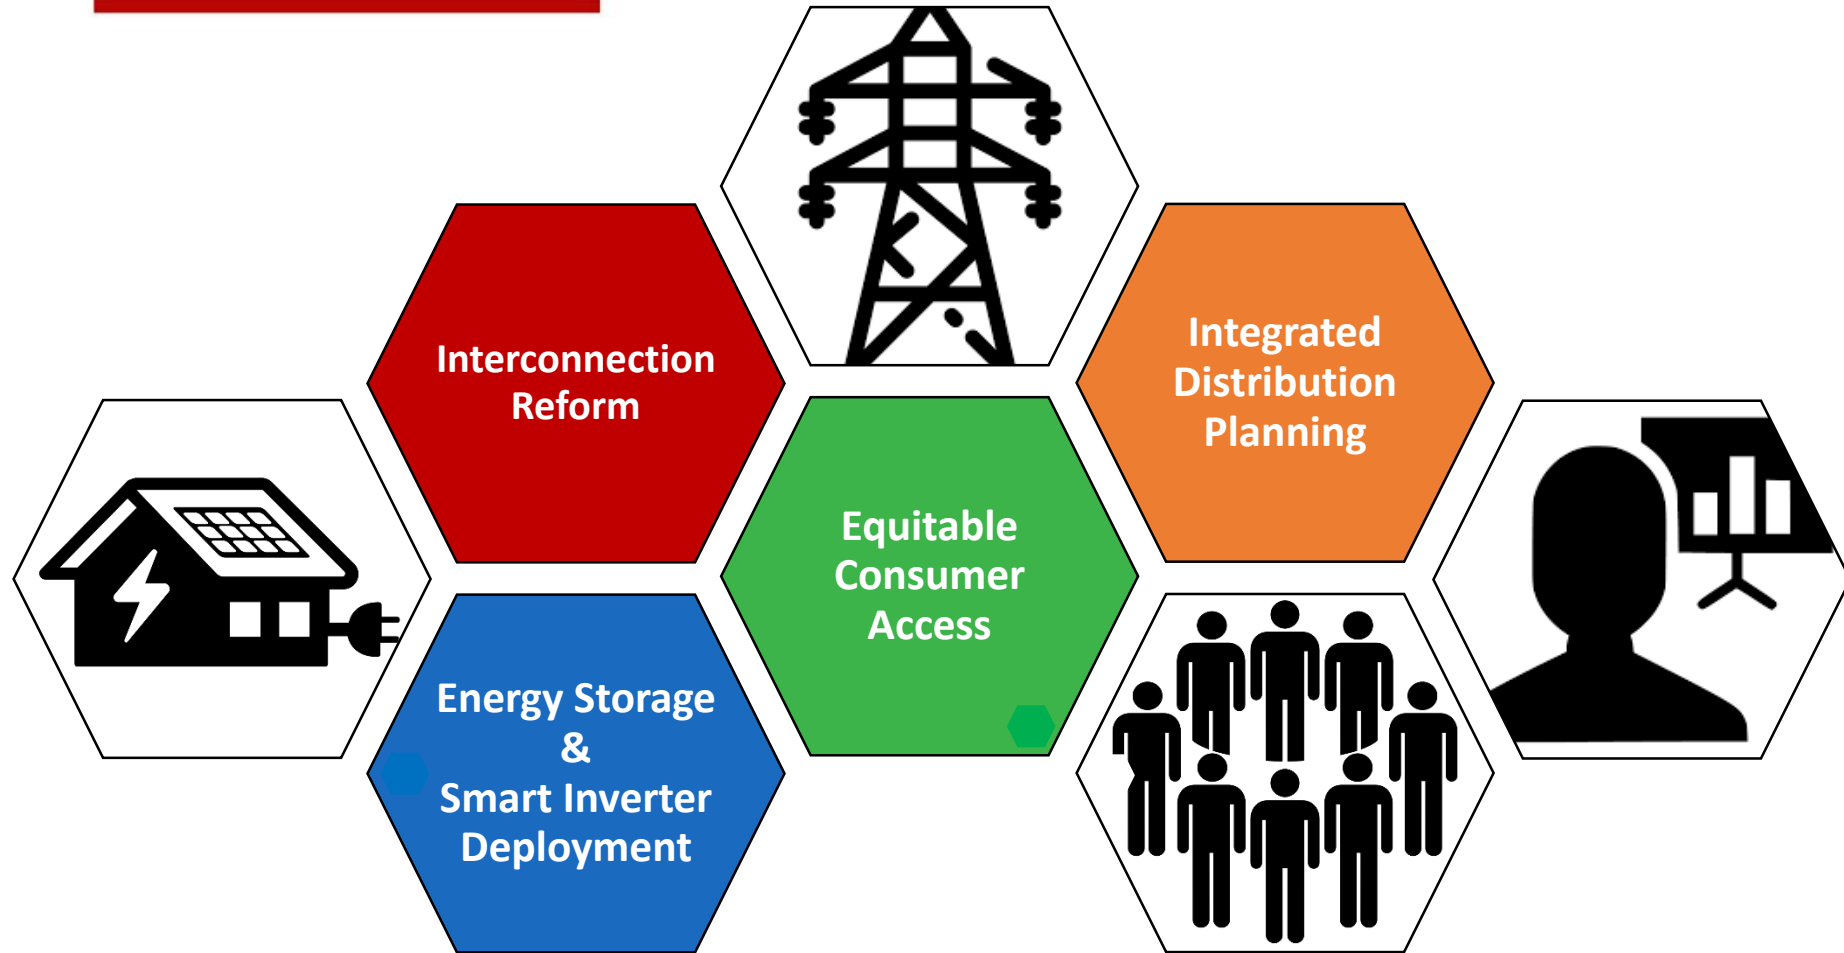 Interconnection
Reform
Integrated
Distribution
Planning
Equitable
Consumer
Access
Energy Storage
&
Smart Inverter
Deployment